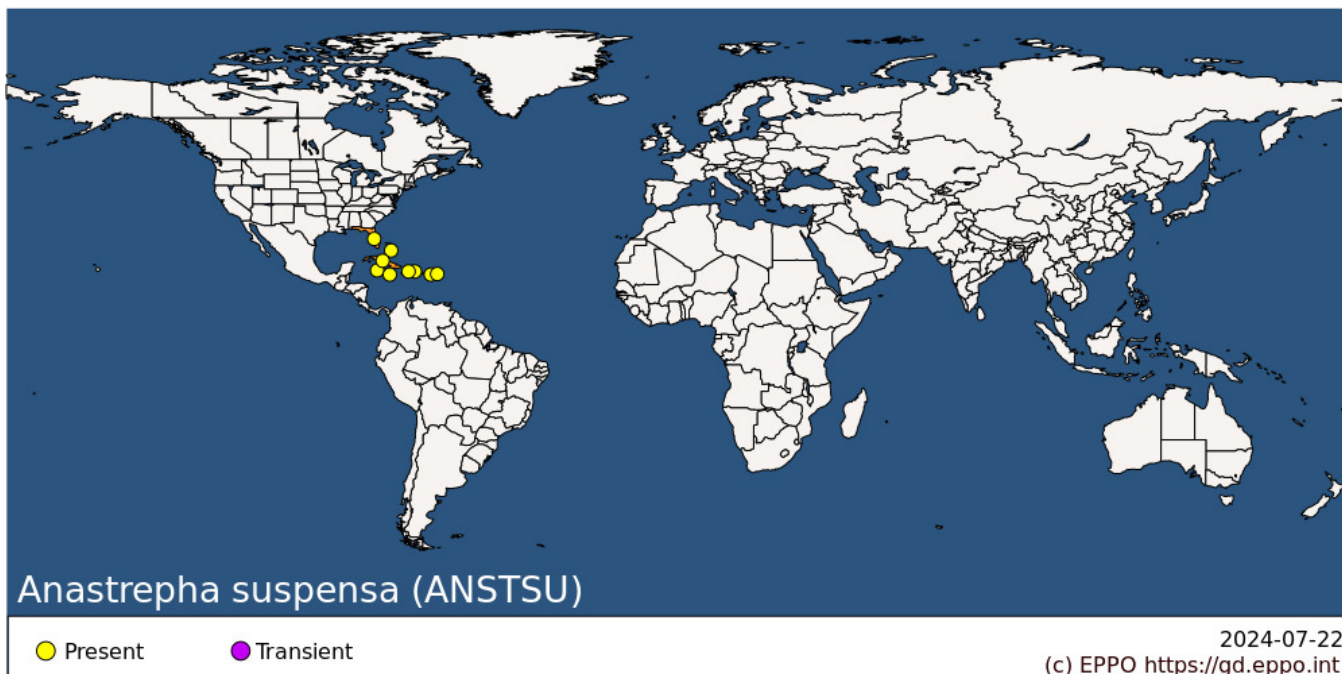 Anastrepha suspensa (ANSTSU)
Present
Transient
2024-07-22
(c) EPPO https://gd.eppo.int